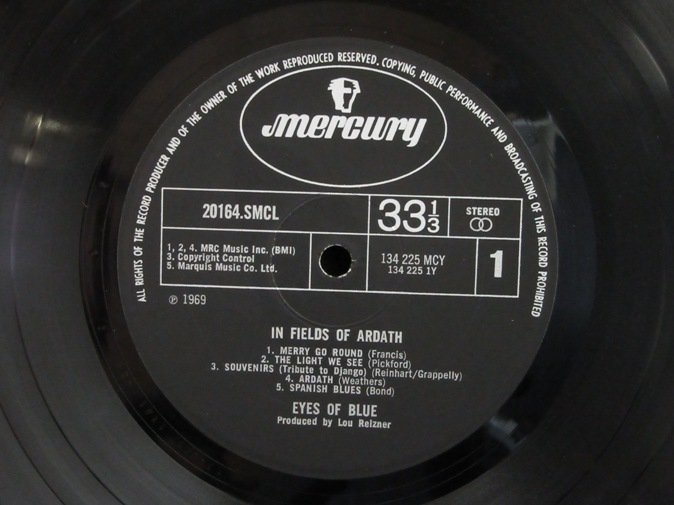 ALL RIGHTS OF THE RECORD PRODUCER AND OF THE OWNER OF THE WORK REPRODUCED RESERVED. COPYING, PUBLIC PERFORMANCE AND BROADCASTING OF THIS RECORD PROHIBITED
mercury
20164.SMCL
33 1/3
STEREO
1, 2, 4. MRC Music Inc. (BMI)
3. Copyright Control
5. Marquis Music Co. Ltd.
134 225 MCY
134 225 1Y
1
℗ 1969
IN FIELDS OF ARDATH
1. MERRY GO ROUND (Francis)
2. THE LIGHT WE SEE (Pickford)
3. SOUVENIRS (Tribute to Django) (Reinhart/Grappelly)
4. ARDATH (Weathers)
5. SPANISH BLUES (Bond)
EYES OF BLUE
Produced by Lou Reizner